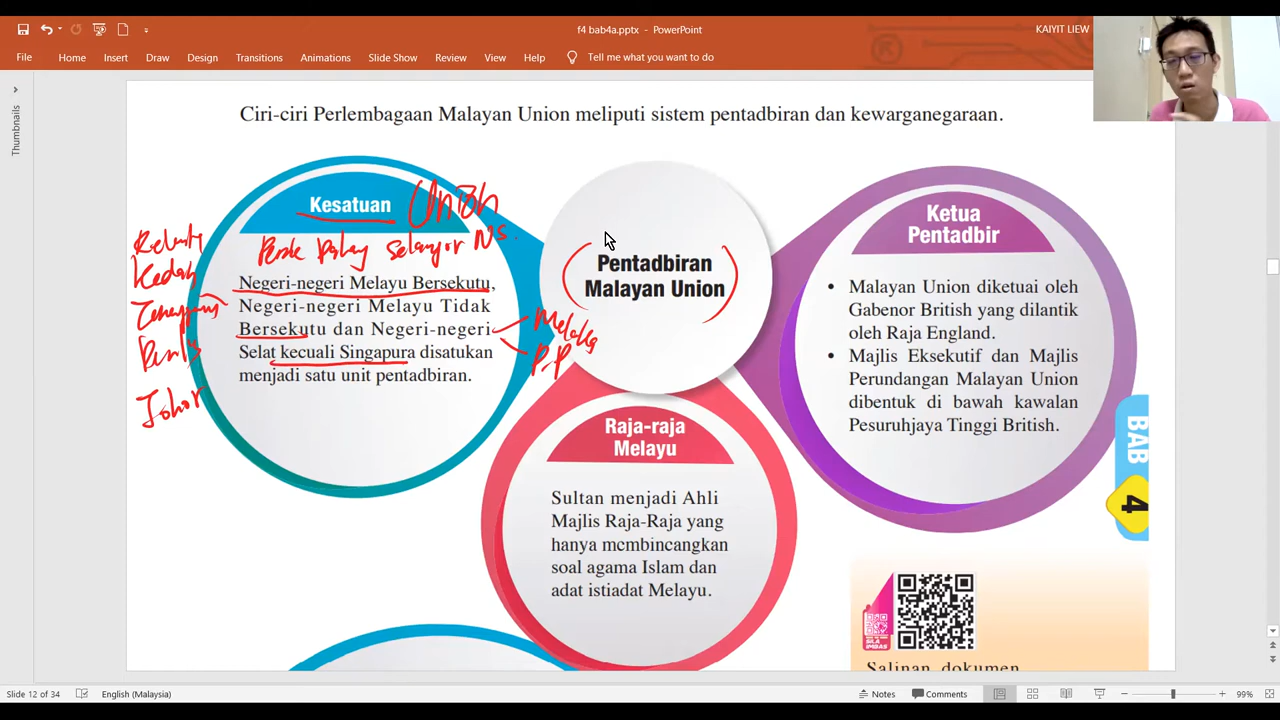 f4 bab4a.pptx - PowerPoint
KAIYIT LIEW
File Home Insert Draw Design Transitions Animations Slide Show Review View Help Tell me what you want to do
Thumbnails
Ciri-ciri Perlembagaan Malayan Union meliputi sistem pentadbiran dan kewarganegaraan.
Kesatuan
Union
Perak Pahang Selangor N.S.
Negeri-negeri Melayu Bersekutu,
Negeri-negeri Melayu Tidak
Bersekutu dan Negeri-negeri
Selat kecuali Singapura disatukan
menjadi satu unit pentadbiran.
Kedah
Perlis
Johor
Melaka
P.P
Pentadbiran
Malayan Union
Ketua
Pentadbir
• Malayan Union diketuai oleh
Gabenor British yang dilantik
oleh Raja England.
• Majlis Eksekutif dan Majlis
Perundangan Malayan Union
dibentuk di bawah kawalan
Pesuruhjaya Tinggi British.
Raja-raja
Melayu
Sultan menjadi Ahli
Majlis Raja-Raja yang
hanya membincangkan
soal agama Islam dan
adat istiadat Melayu.
BAB
4
SILA
IMBAS
Salinan dokumen
Slide 12 of 34 English (Malaysia) Notes Comments 99%